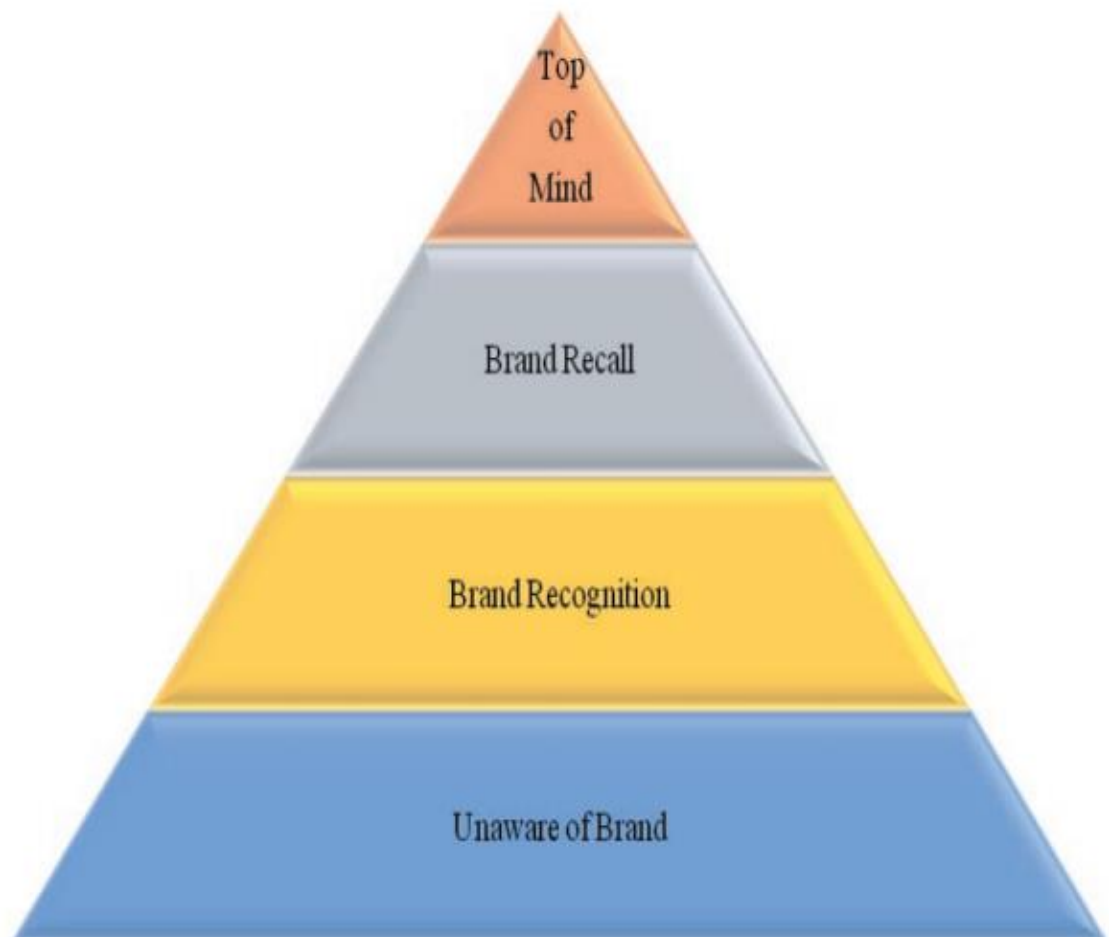 Top
of
Mind
Brand Recall
Brand Recognition
Unaware of Brand